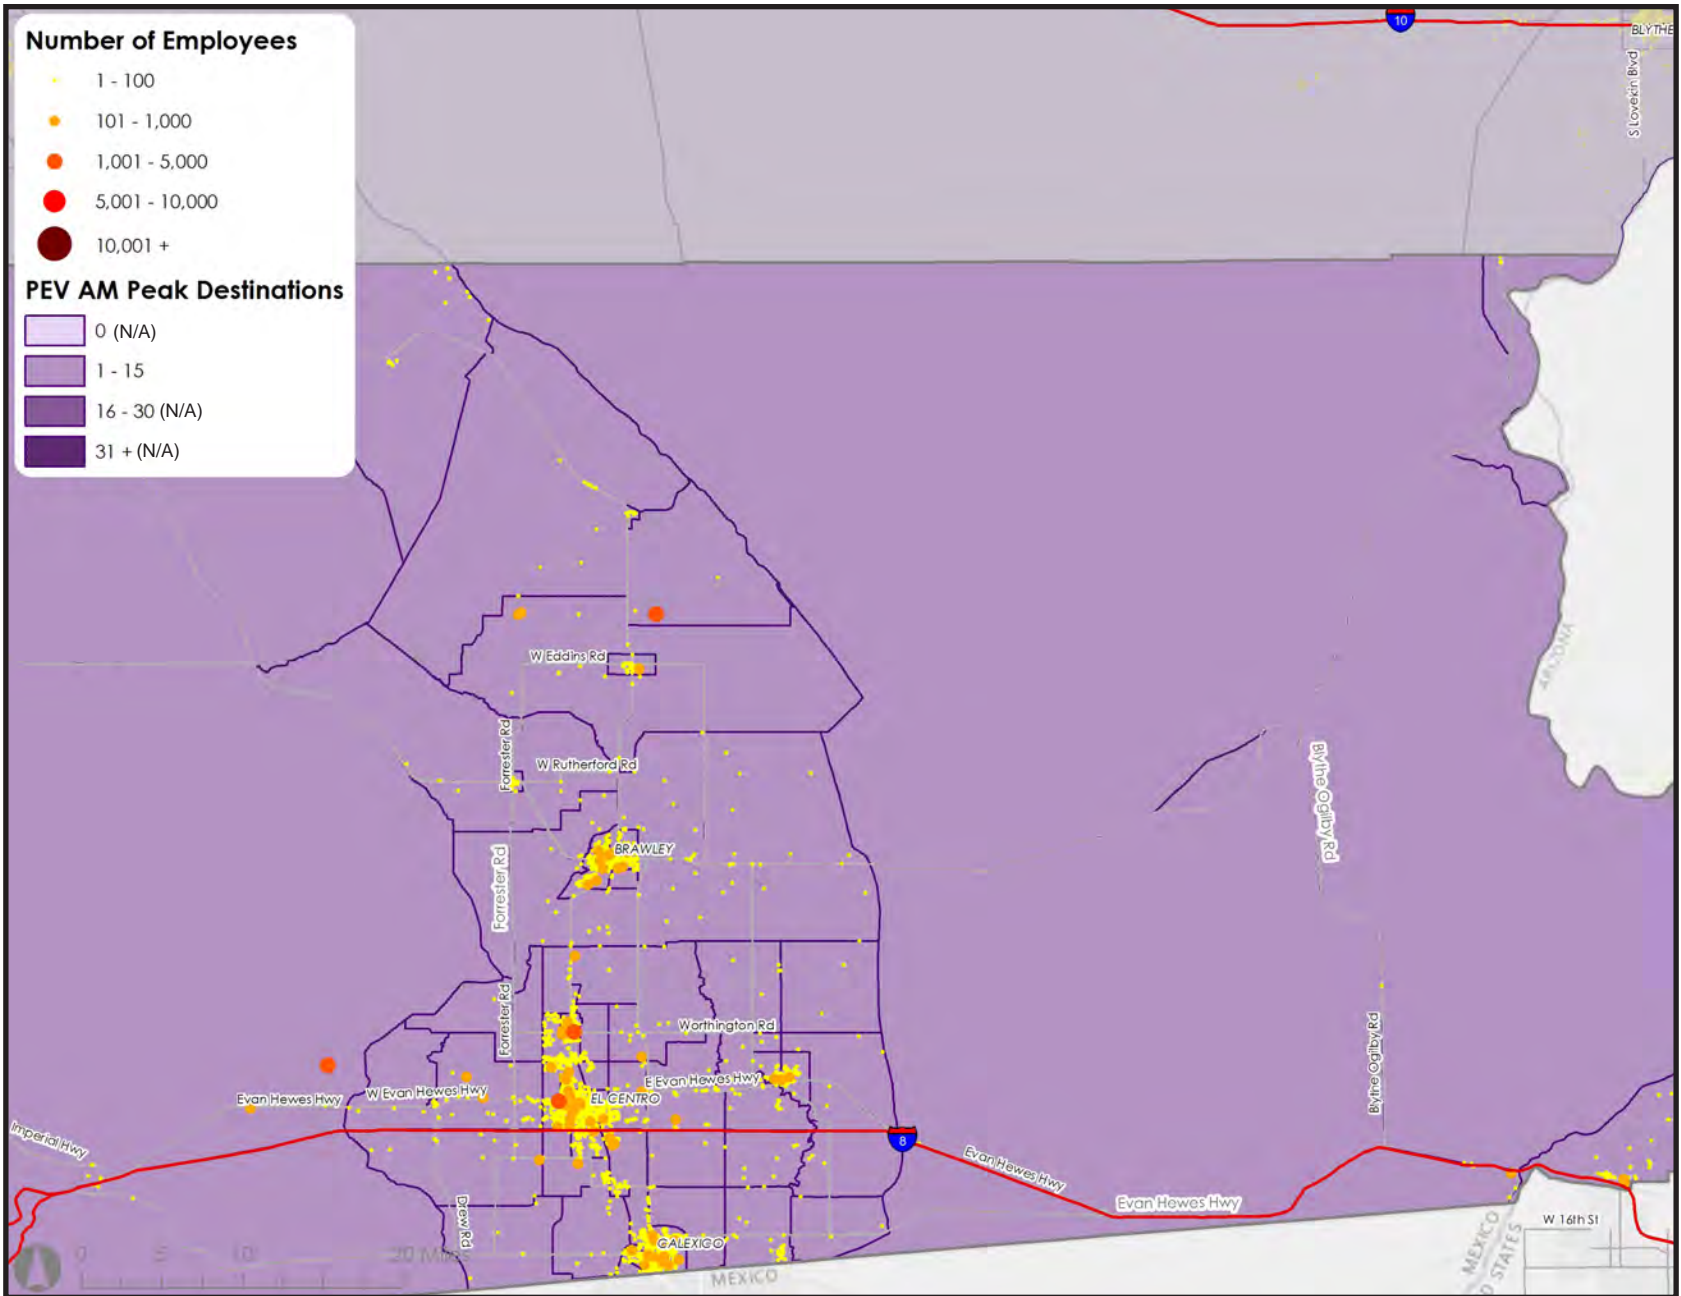 Number of Employees
1 - 100
101 - 1,000
1,001 - 5,000
5,001 - 10,000
10,001 +
PEV AM Peak Destinations
0 (N/A)
1 - 15
16 - 30 (N/A)
31 + (N/A)
10
BLYTHE
S Lovekin Blvd
ARIZONA
W Eddins Rd
Forrester Rd
W Rutherford Rd
Blythe Ogilby Rd
BRAWLEY
Forrester Rd
Forrester Rd
Worthington Rd
Blythe Ogilby Rd
E Evan Hewes Hwy
W Evan Hewes Hwy
Evan Hewes Hwy
EL CENTRO
Imperial Hwy
8
Evan Hewes Hwy
Evan Hewes Hwy
Drew Rd
CALEXICO
W 16th St
MEXICO
MEXICO
D STATES
0 5 10 20 Miles